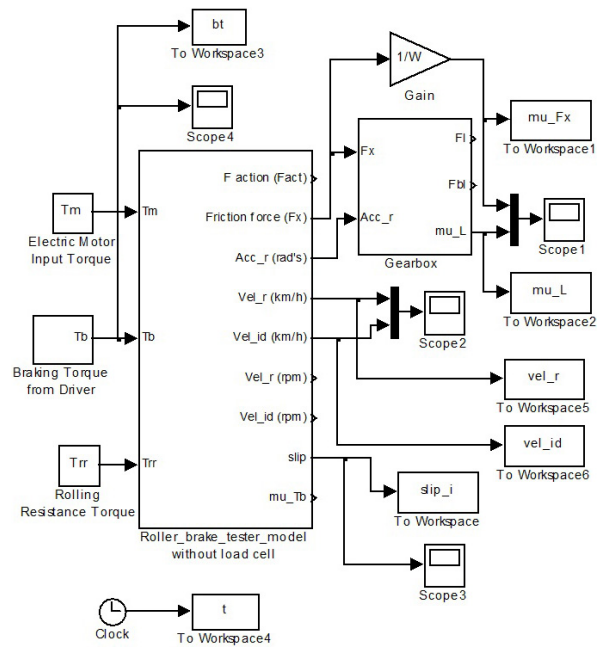 bt
To Workspace3
Scope4
1/W
Gain
mu_Fx
To Workspace1
Fx
Acc_r
Fl
Fbl
mu_L
Gearbox
Scope1
mu_L
To Workspace2
Tm
Electric Motor
Input Torque
Tb
Braking Torque
from Driver
Trr
Rolling
Resistance Torque
Tm
Tb
Trr
F action (Fact)
Friction force (Fx)
Acc_r (rad's)
Vel_r (km/h)
Vel_id (km/h)
Vel_r (rpm)
Vel_id (rpm)
slip
mu_Tb
Roller_brake_tester_model
without load cell
Scope2
vel_r
To Workspace5
vel_id
To Workspace6
slip_i
To Workspace
Scope3
Clock
t
To Workspace4